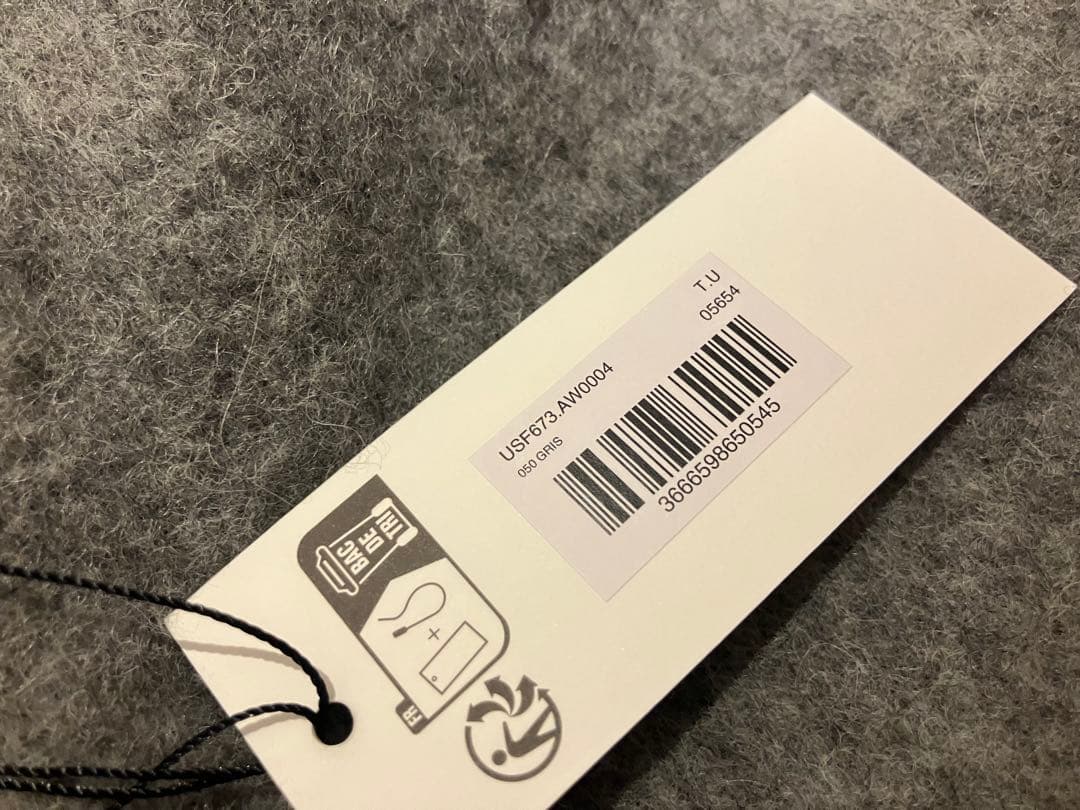 T.U
05654
USF673.AW0004
050 GRIS
3666598650545
BAC
DE
TRI
+
FR